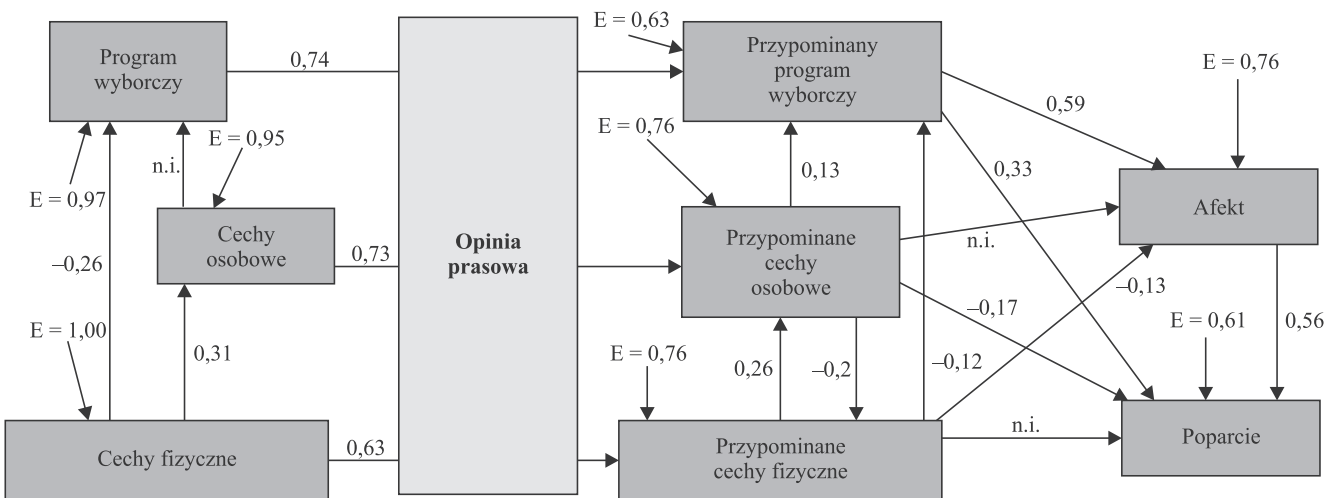 Program
wyborczy
0,74
E = 0,97
n.i.
E = 0,95
–0,26
Cechy
osobowe
0,73
E = 1,00
0,31
Cechy fizyczne
0,63
Opinia
prasowa
E = 0,63
Przypominany
program
wyborczy
E = 0,76
0,13
Przypominane
cechy
osobowe
E = 0,76
0,26
–0,2
–0,12
Przypominane
cechy fizyczne
0,59
0,33
n.i.
–0,17
–0,13
n.i.
E = 0,76
Afekt
0,56
E = 0,61
Poparcie